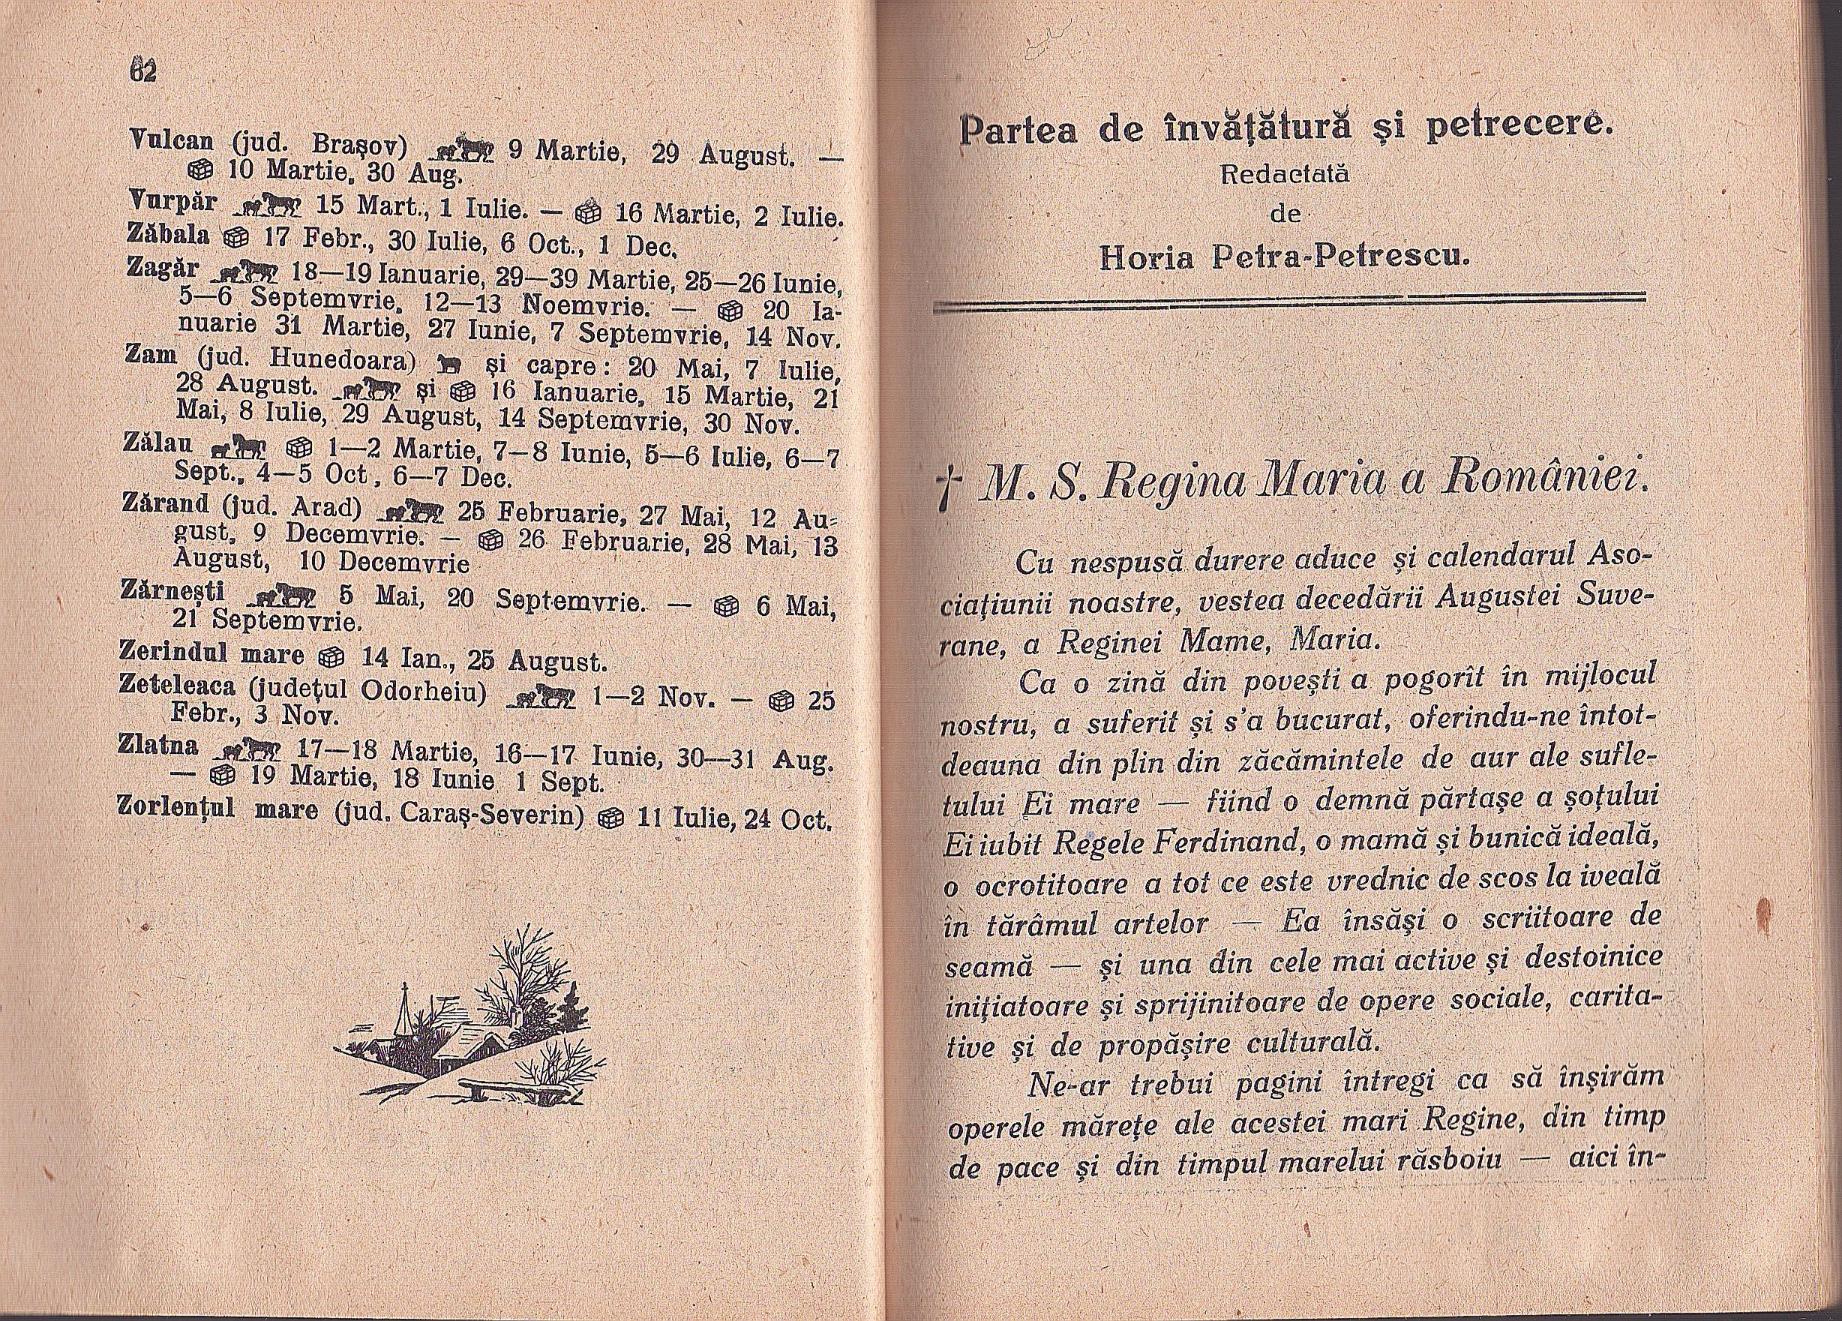 62
Vulcan (jud. Brașov) 9 Martie, 29 August. —
10 Martie, 30 Aug.
Vurpăr 15 Mart., 1 Iulie. — 16 Martie, 2 Iulie.
Zăbala 17 Febr., 30 Iulie, 6 Oct., 1 Dec.
Zagăr 18—19 Ianuarie, 29—39 Martie, 25—26 Iunie,
5—6 Septemvrie, 12—13 Noemvrie. — 20 Ia-
nuarie 31 Martie, 27 Iunie, 7 Septemvrie, 14 Nov.
Zam (jud. Hunedoara) și capre: 20 Mai, 7 Iulie,
28 August. și 16 Ianuarie, 15 Martie, 21
Mai, 8 Iulie, 29 August, 14 Septemvrie, 30 Nov.
Zălau 1—2 Martie, 7—8 Iunie, 5—6 Iulie, 6—7
Sept., 4—5 Oct, 6—7 Dec.
Zărand (jud. Arad) 25 Februarie, 27 Mai, 12 Au-
gust, 9 Decemvrie. — 26 Februarie, 28 Mai, 13
August, 10 Decemvrie
Zărnești 5 Mai, 20 Septemvrie. — 6 Mai,
21 Septemvrie.
Zerindul mare 14 Ian., 25 August.
Zeteleaca (județul Odorheiu) 1—2 Nov. — 25
Febr., 3 Nov.
Zlatna 17—18 Martie, 16—17 Iunie, 30—31 Aug.
— 19 Martie, 18 Iunie 1 Sept.
Zorlențul mare (jud. Caraș-Severin) 11 Iulie, 24 Oct.
Partea de învățătură și petrecere.
Redactată
de
Horia Petra-Petrescu.
† M. S. Regina Maria a României.
Cu nespusă durere aduce și calendarul Aso-
ciațiunii noastre, vestea decedării Augustei Suve-
rane, a Reginei Mame, Maria.
Ca o zină din povești a pogorît în mijlocul
nostru, a suferit și s'a bucurat, oferindu-ne întot-
deauna din plin din zăcămintele de aur ale sufle-
tului Ei mare — fiind o demnă părtașe a soțului
Ei iubit Regele Ferdinand, o mamă și bunică ideală,
o ocrotitoare a tot ce este vrednic de scos la iveală
în tărâmul artelor — Ea însăși o scriitoare de
seamă — și una din cele mai active și destoinice
inițiatoare și sprijinitoare de opere sociale, carita-
tive și de propășire culturală.
Ne-ar trebui pagini întregi ca să înșirăm
operele mărețe ale acestei mari Regine, din timp
de pace și din timpul marelui răsboiu — aici în-